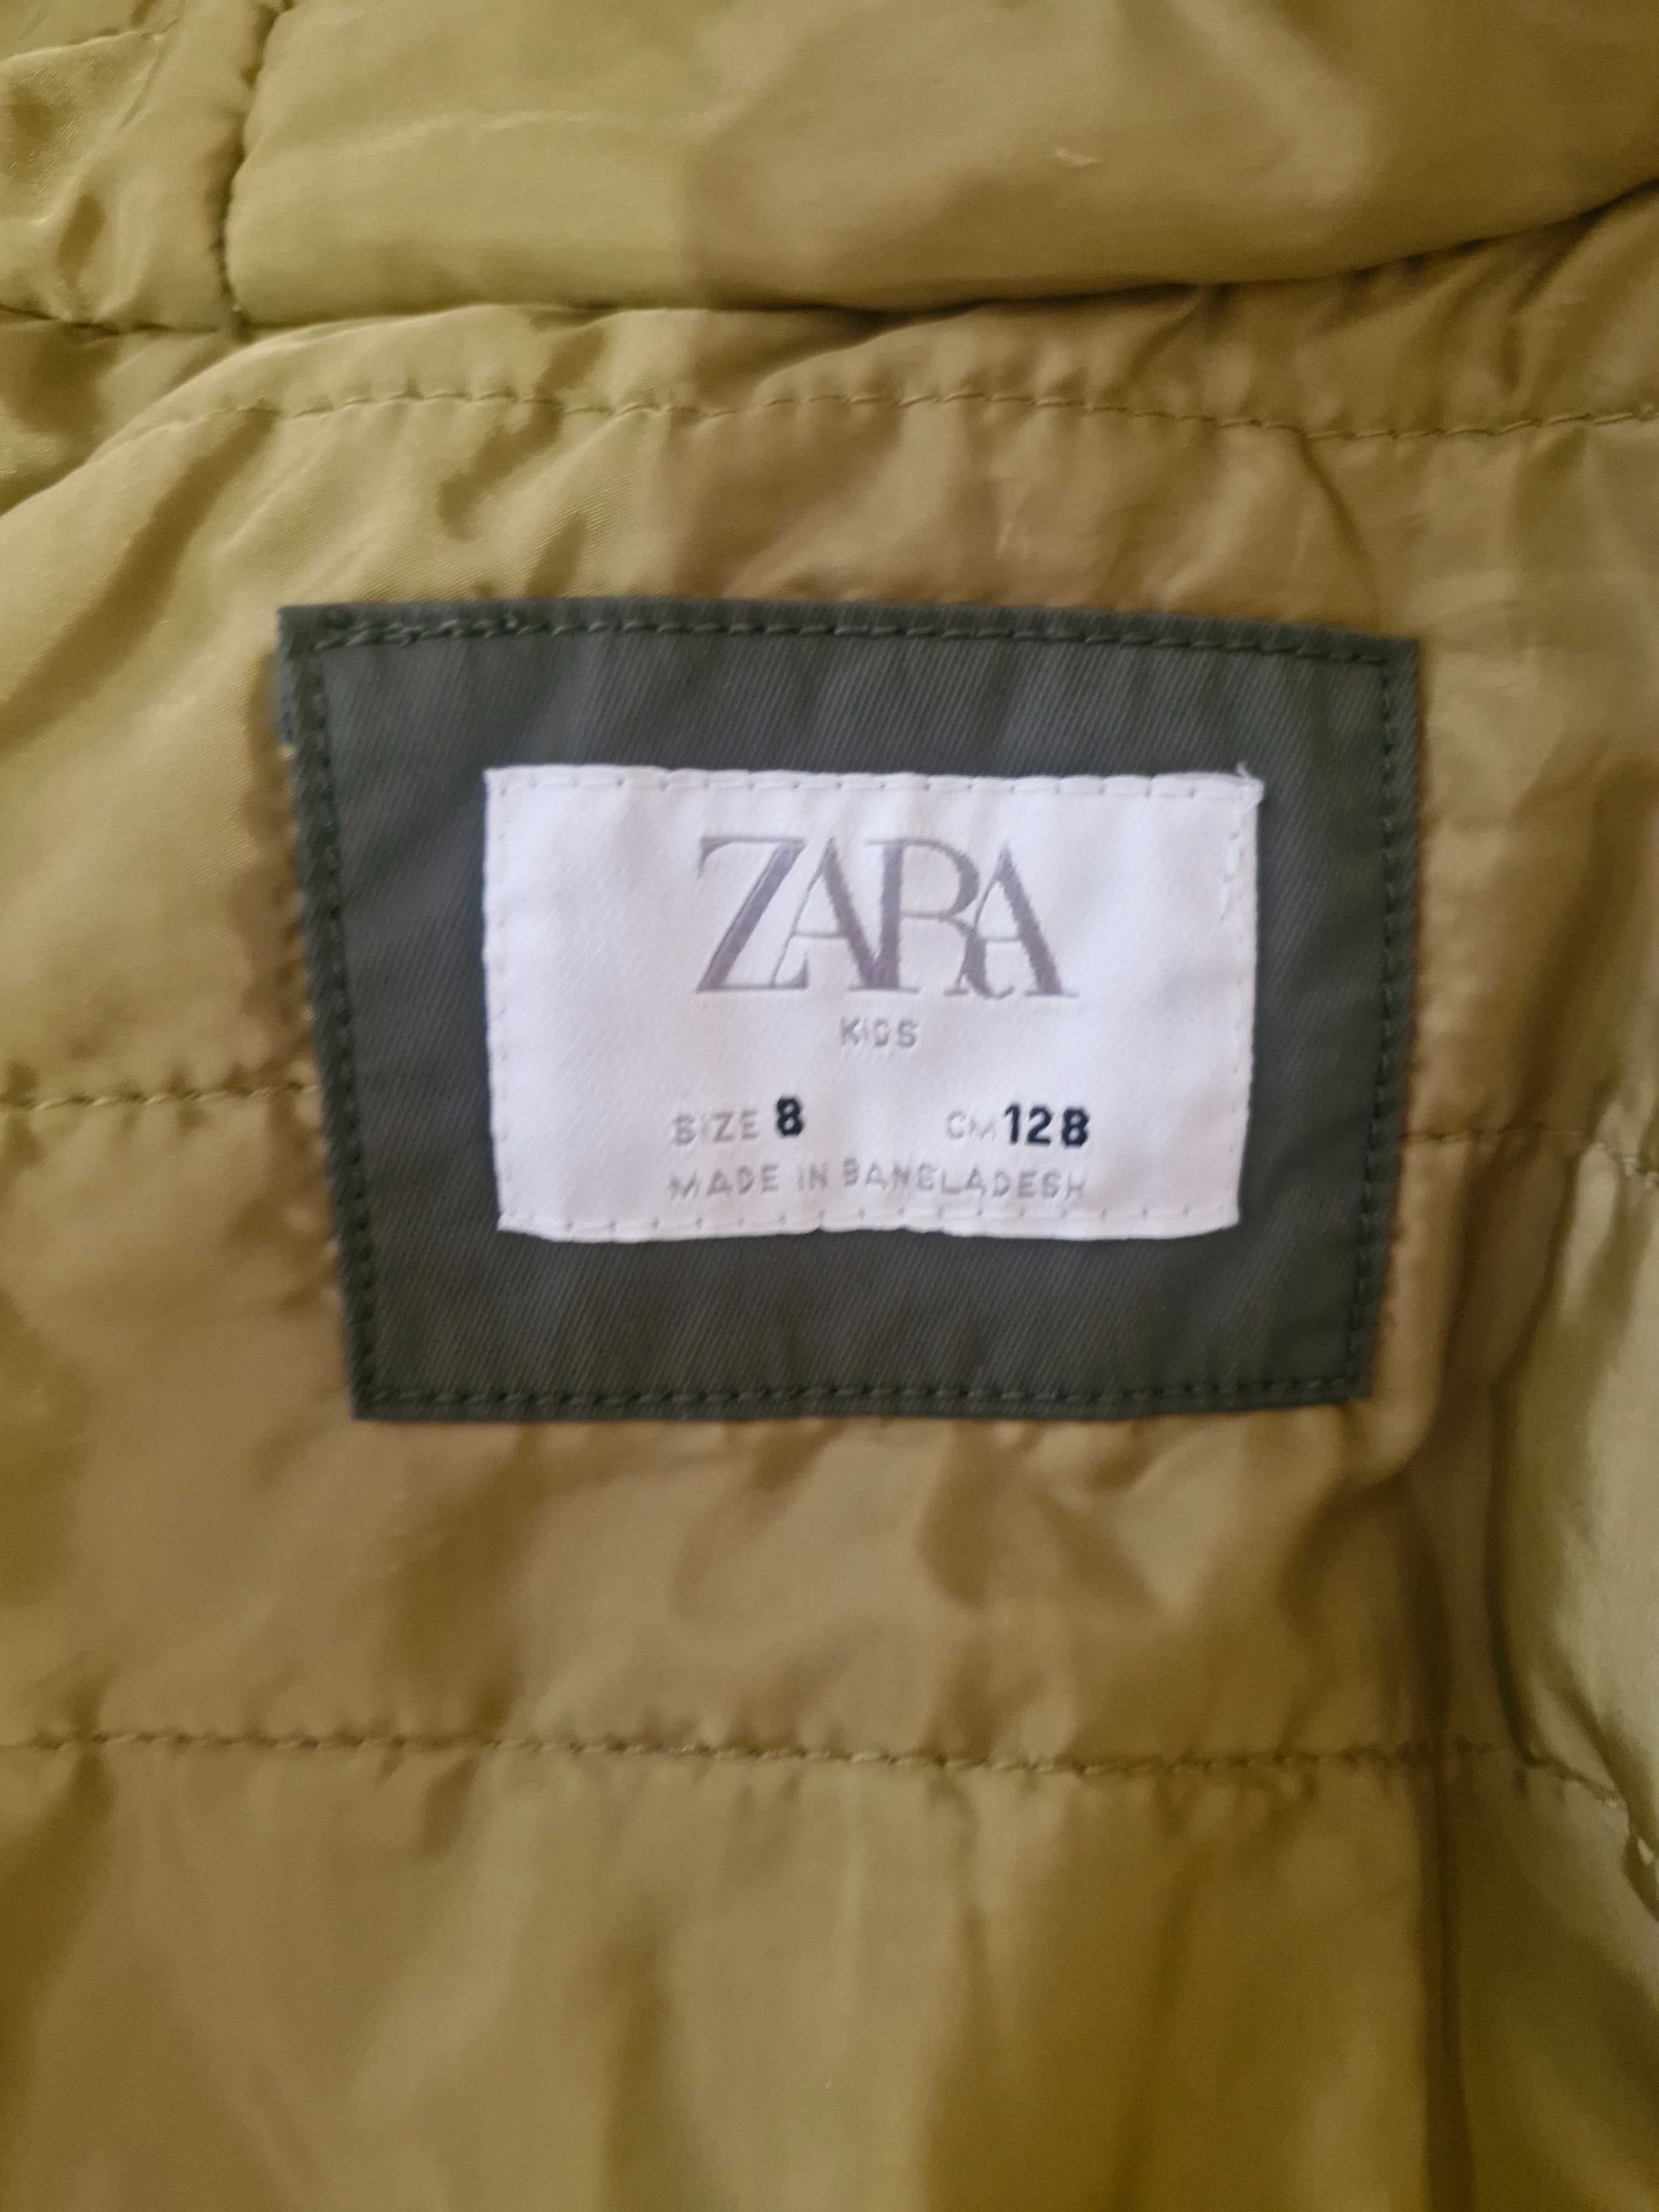 ZARA
KIDS
SIZE 8 CM 128
MADE IN BANGLADESH